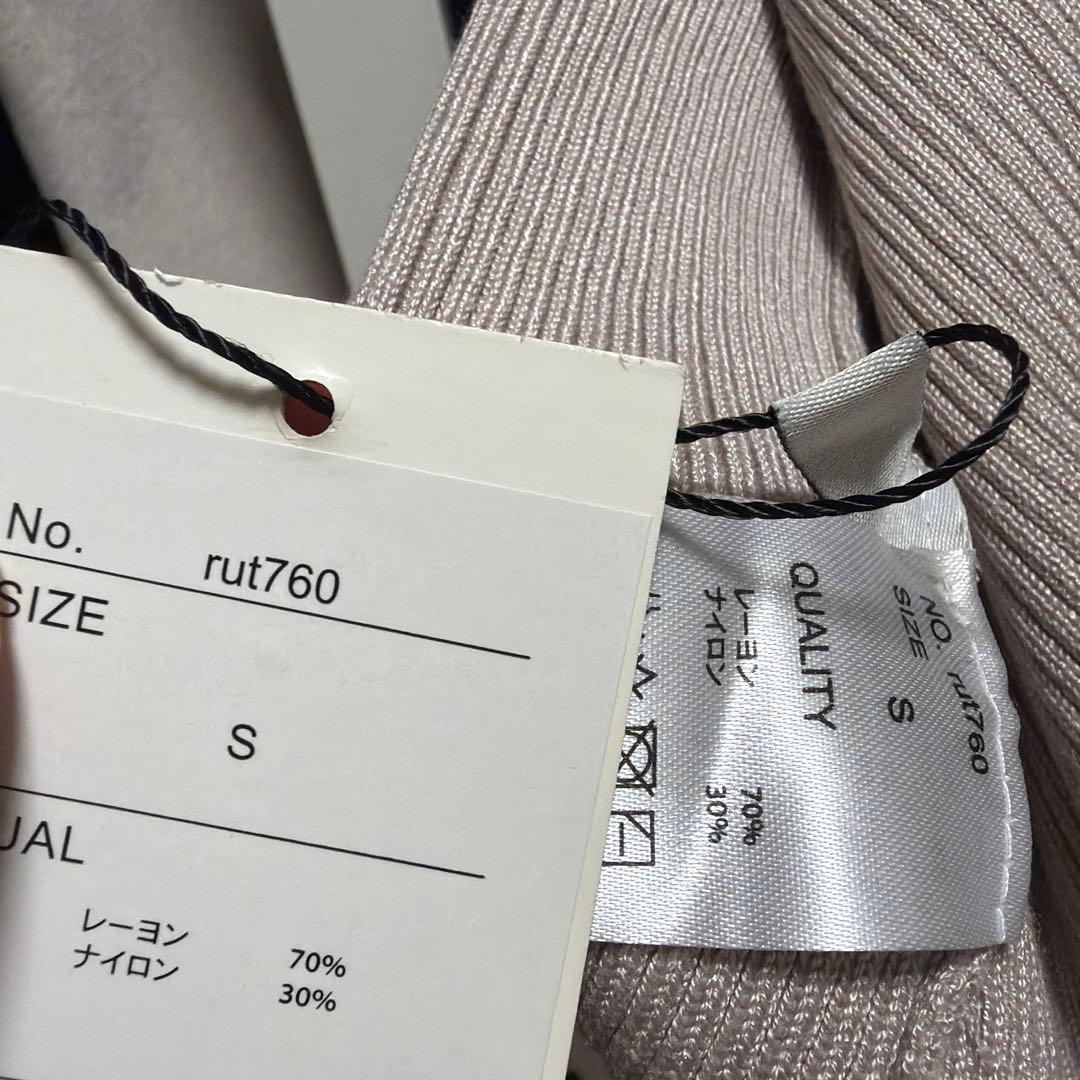 No. rut760
SIZE
S
UAL
レーヨン 70%
ナイロン 30%
NO. rut760
SIZE S
QUALITY
レーヨン 70%
ナイロン 30%